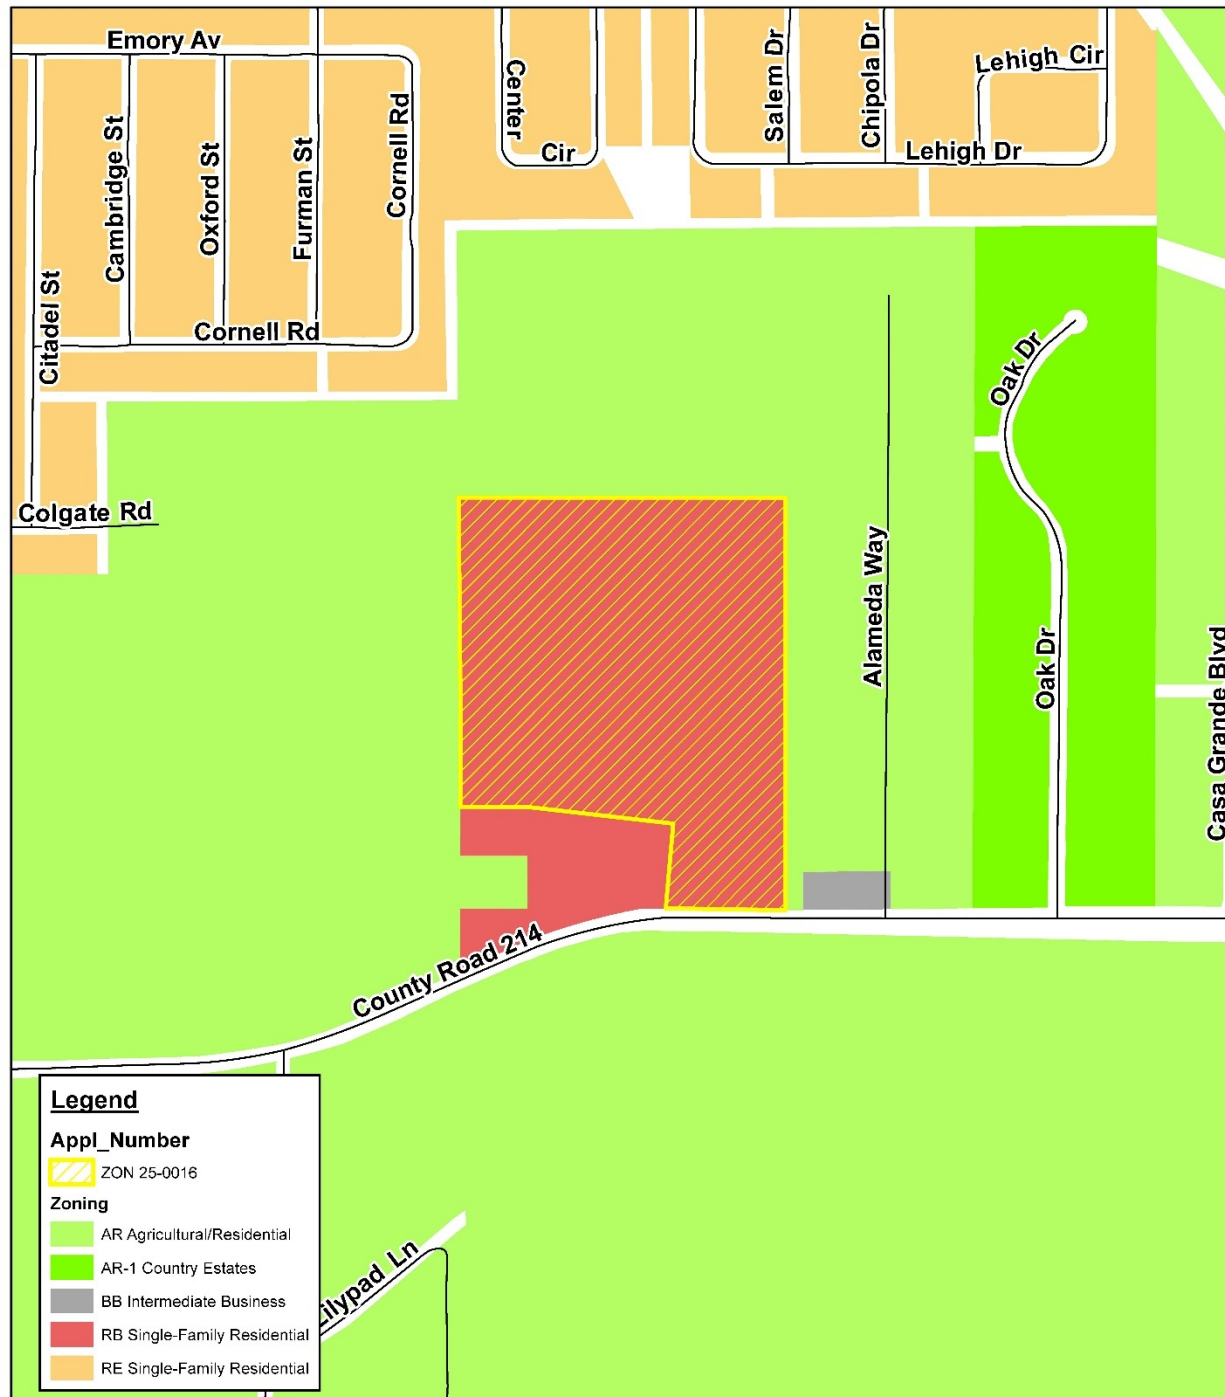 Emory Av
Cambridge St
Oxford St
Furman St
Cornell Rd
Center
Cir
Salem Dr
Chipola Dr
Lehigh Cir
Lehigh Dr
Citadel St
Cornell Rd
Colgate Rd
Oak Dr
Alameda Way
Oak Dr
Casa Grande Blvd
County Road 214
Lilypad Ln
Legend
Appl_Number
ZON 25-0016
Zoning
AR Agricultural/Residential
AR-1 Country Estates
BB Intermediate Business
RB Single-Family Residential
RE Single-Family Residential